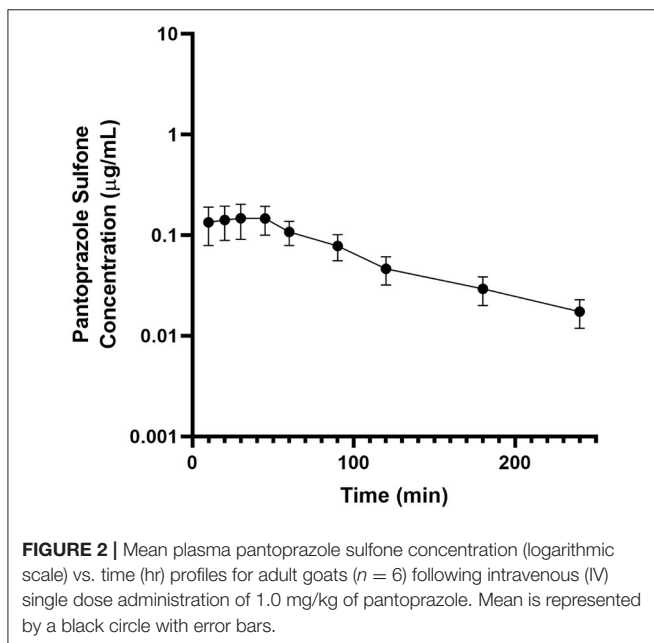 10
1
0.1
0.01
0.001
Pantoprazole Sulfone
Concentration (μg/mL)
0 100 200
Time (min)
FIGURE 2 | Mean plasma pantoprazole sulfone concentration (logarithmic
scale) vs. time (hr) profiles for adult goats (n = 6) following intravenous (IV)
single dose administration of 1.0 mg/kg of pantoprazole. Mean is represented
by a black circle with error bars.